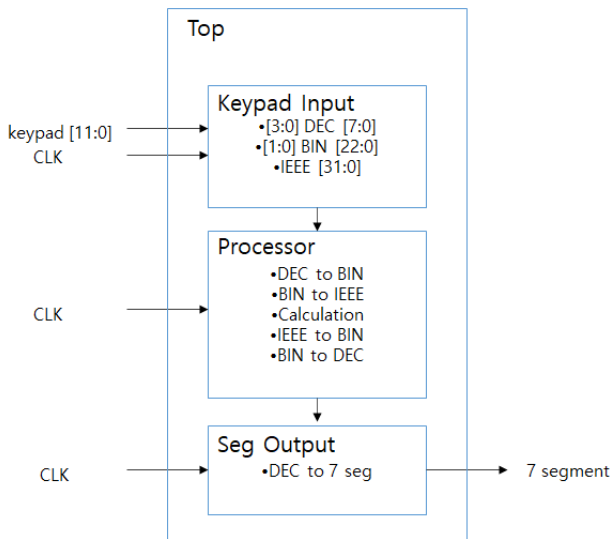 Top
Keypad Input
•[3:0] DEC [7:0]
•[1:0] BIN [22:0]
•IEEE [31:0]
keypad [11:0]
CLK
Processor
•DEC to BIN
•BIN to IEEE
•Calculation
•IEEE to BIN
•BIN to DEC
CLK
Seg Output
•DEC to 7 seg
CLK
7 segment